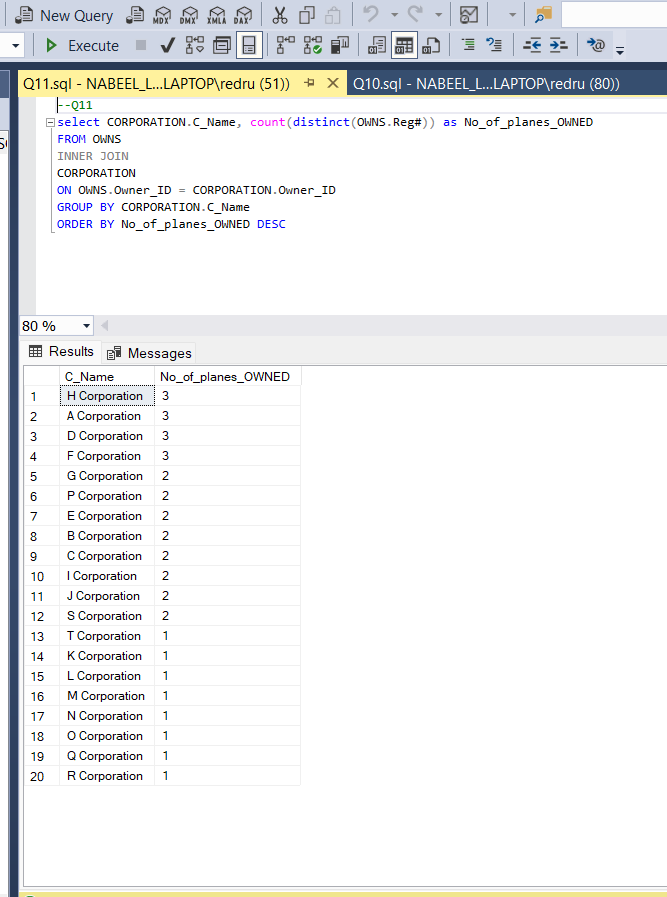 New Query MDX DMX XMLA DAX
Execute
Q11.sql - NABEEL_L...LAPTOP\redru (51)) Q10.sql - NABEEL_L...LAPTOP\redru (80))
--Q11
select CORPORATION.C_Name, count(distinct(OWNS.Reg#)) as No_of_planes_OWNED
FROM OWNS
INNER JOIN
CORPORATION
ON OWNS.Owner_ID = CORPORATION.Owner_ID
GROUP BY CORPORATION.C_Name
ORDER BY No_of_planes_OWNED DESC
80 %
Results Messages
C_Name No_of_planes_OWNED
1 H Corporation 3
2 A Corporation 3
3 D Corporation 3
4 F Corporation 3
5 G Corporation 2
6 P Corporation 2
7 E Corporation 2
8 B Corporation 2
9 C Corporation 2
10 I Corporation 2
11 J Corporation 2
12 S Corporation 2
13 T Corporation 1
14 K Corporation 1
15 L Corporation 1
16 M Corporation 1
17 N Corporation 1
18 O Corporation 1
19 Q Corporation 1
20 R Corporation 1